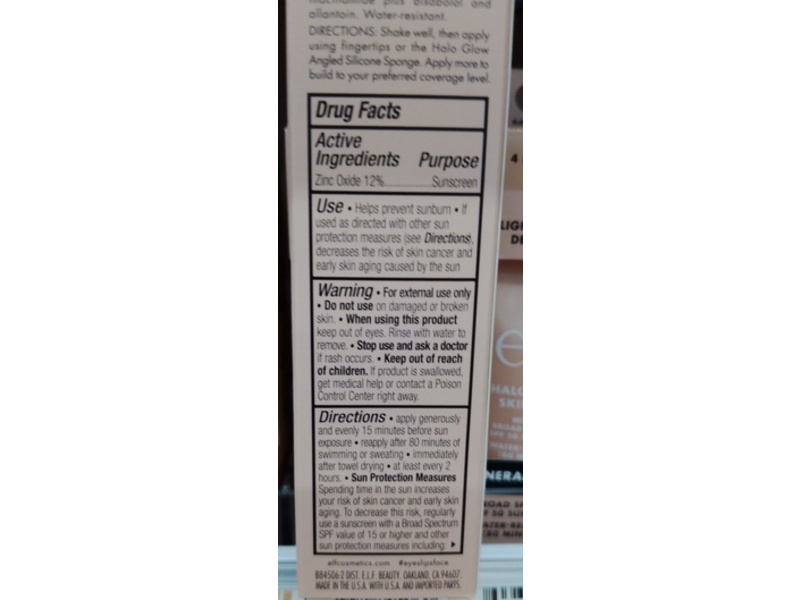 niacinamide plus bisabolol and
allantoin. Water-resistant.
DIRECTIONS: Shake well, then apply
using fingertips or the Halo Glow
Angled Silicone Sponge. Apply more to
build to your preferred coverage level.
Drug Facts
Active
Ingredients Purpose
Zinc Oxide 12%..........Sunscreen
Use • Helps prevent sunburn • If
used as directed with other sun
protection measures (see Directions),
decreases the risk of skin cancer and
early skin aging caused by the sun
Warning • For external use only
• Do not use on damaged or broken
skin. • When using this product
keep out of eyes. Rinse with water to
remove. • Stop use and ask a doctor
if rash occurs. • Keep out of reach
of children. If product is swallowed,
get medical help or contact a Poison
Control Center right away.
Directions • apply generously
and evenly 15 minutes before sun
exposure • reapply after 80 minutes of
swimming or sweating • immediately
after towel drying • at least every 2
hours. • Sun Protection Measures
Spending time in the sun increases
your risk of skin cancer and early skin
aging. To decrease this risk, regularly
use a sunscreen with a Broad Spectrum
SPF value of 15 or higher and other
sun protection measures including: ►
elfcosmetics.com #eyeslipsface
B84506-2 DIST. E.L.F. BEAUTY. OAKLAND, CA 94607.
MADE IN THE U.S.A. WITH U.S.A. AND IMPORTED PARTS.
4
LIG
DE
e
HALO
SKI
NERA